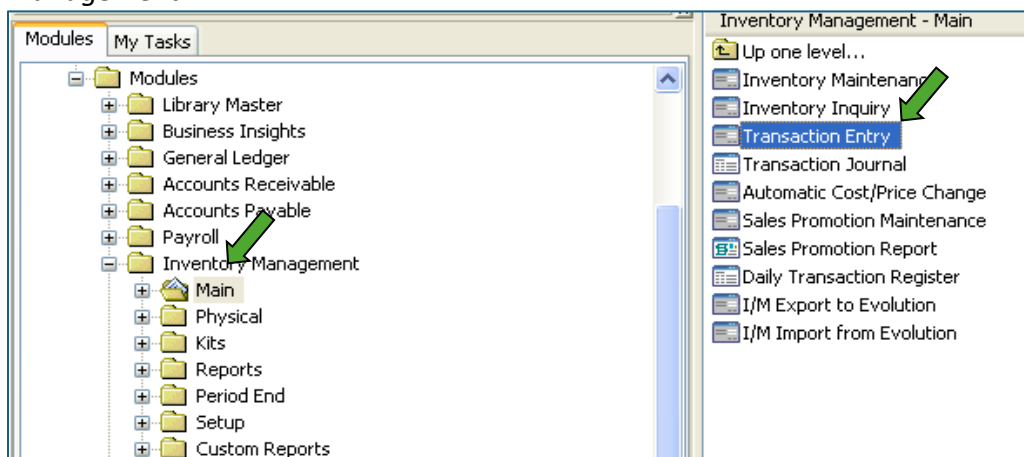 Modules
My Tasks
Modules
Library Master
Business Insights
General Ledger
Accounts Receivable
Accounts Payable
Payroll
Inventory Management
Main
Physical
Kits
Reports
Period End
Setup
Custom Reports
Inventory Management - Main
Up one level...
Inventory Maintenance
Inventory Inquiry
Transaction Entry
Transaction Journal
Automatic Cost/Price Change
Sales Promotion Maintenance
Sales Promotion Report
Daily Transaction Register
I/M Export to Evolution
I/M Import from Evolution